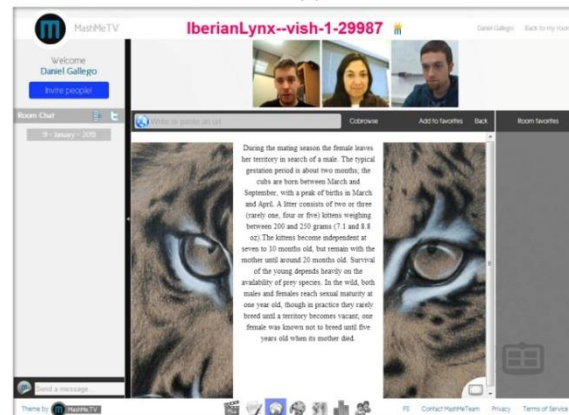 MashMeTV
IberianLynx--vish-1-29987
Daniel Gallego
Back to my room
Welcome
Daniel Gallego
Invite people!
Room Chat
9 - January - 2013
Write or paste an url
Cobrowse
Add to favorites
Back
Room favorites
During the mating season the female leaves
her territory in search of a male. The typical
gestation period is about two months; the
cubs are born between March and
September, with a peak of births in March
and April. A litter consists of two or three
(rarely one, four or five) kittens weighing
between 200 and 250 grams (7.1 and 8.8
oz).The kittens become independent at
seven to 10 months old, but remain with the
mother until around 20 months old. Survival
of the young depends heavily on the
availability of prey species. In the wild, both
males and females reach sexual maturity at
one year old, though in practice they rarely
breed until a territory becomes vacant; one
female was known not to breed until five
years old when its mother died.
Send a message...
Theme by MashMeTV
Contact MashMeTeam
Privacy
Terms of Service